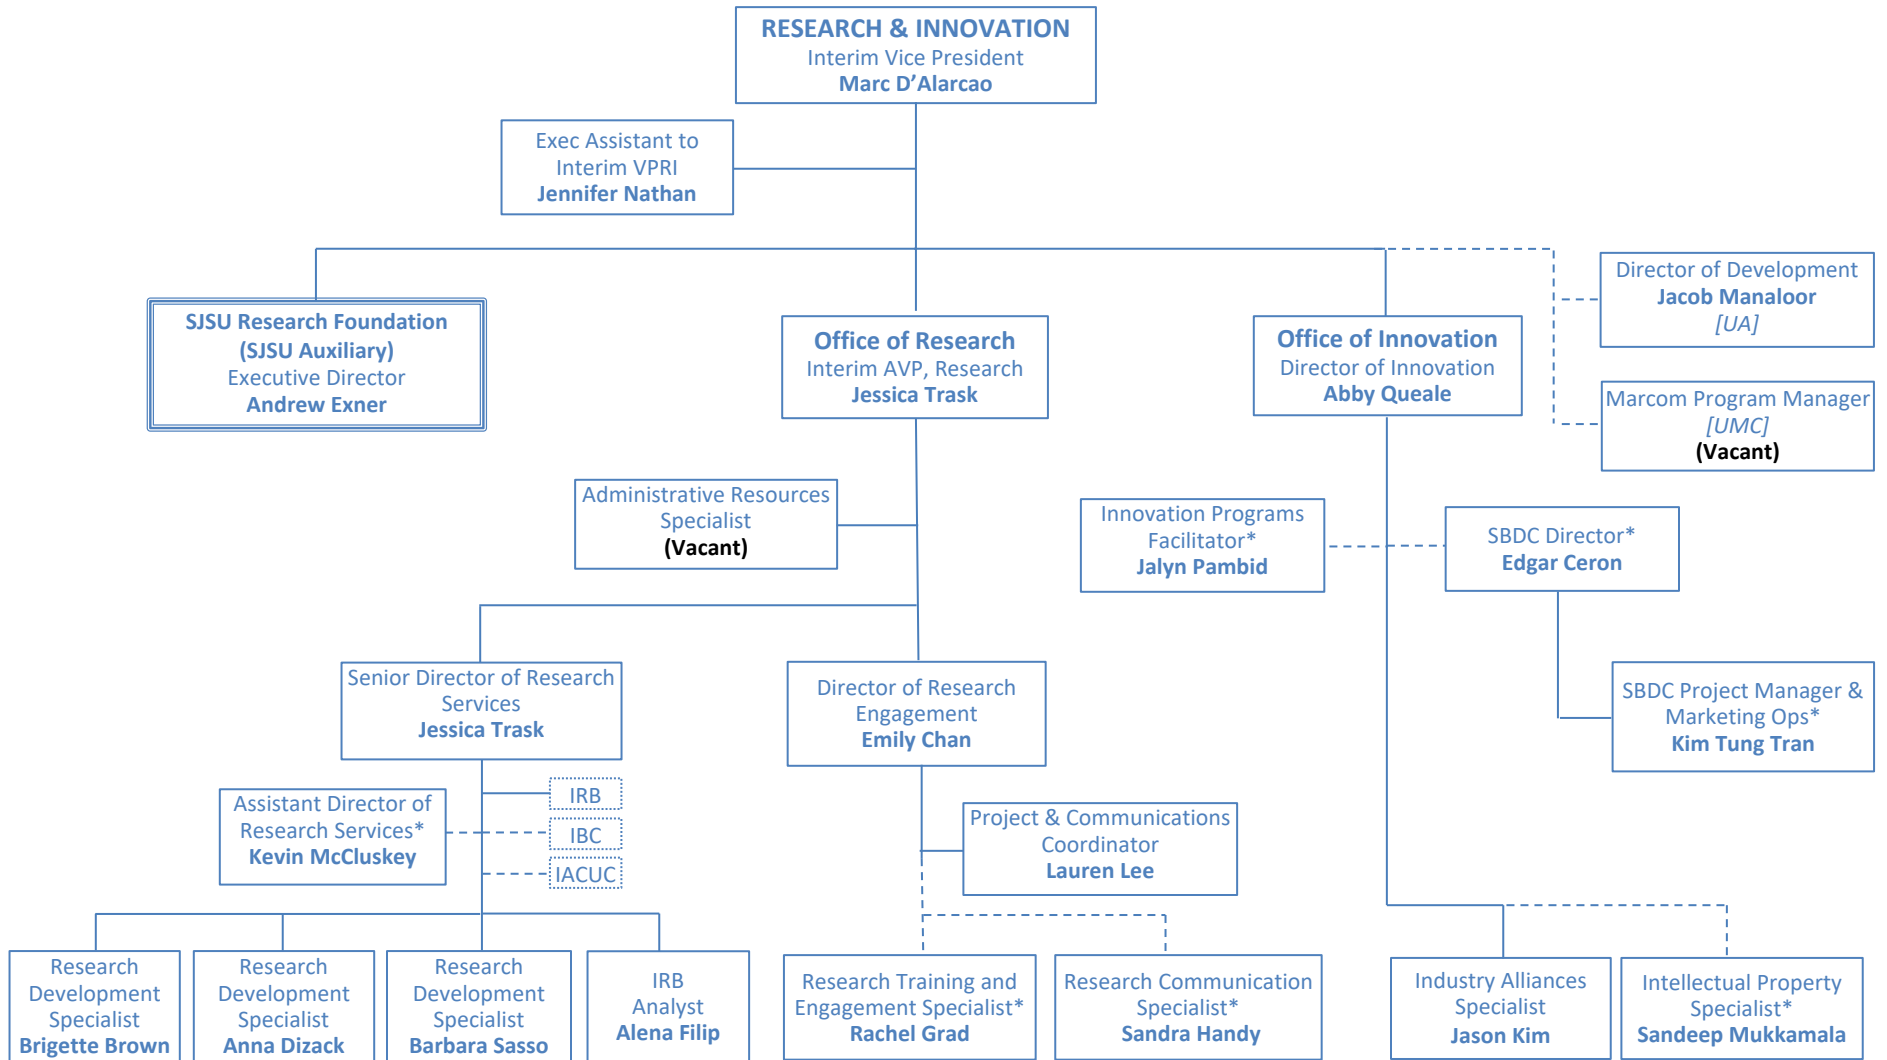 RESEARCH & INNOVATION
Interim Vice President
Marc D’Alarcao
Exec Assistant to
Interim VPRI
Jennifer Nathan
SJSU Research Foundation
(SJSU Auxiliary)
Executive Director
Andrew Exner
Office of Research
Interim AVP, Research
Jessica Trask
Office of Innovation
Director of Innovation
Abby Queale
Director of Development
Jacob Manaloor
[UA]
Marcom Program Manager
[UMC]
(Vacant)
Administrative Resources
Specialist
(Vacant)
Innovation Programs
Facilitator*
Jalyn Pambid
SBDC Director*
Edgar Ceron
Senior Director of Research
Services
Jessica Trask
Director of Research
Engagement
Emily Chan
SBDC Project Manager &
Marketing Ops*
Kim Tung Tran
Assistant Director of
Research Services*
Kevin McCluskey
IRB
IBC
IACUC
Project & Communications
Coordinator
Lauren Lee
Research
Development
Specialist
Brigette Brown
Research
Development
Specialist
Anna Dizack
Research
Development
Specialist
Barbara Sasso
IRB
Analyst
Alena Filip
Research Training and
Engagement Specialist*
Rachel Grad
Research Communication
Specialist*
Sandra Handy
Industry Alliances
Specialist
Jason Kim
Intellectual Property
Specialist*
Sandeep Mukkamala